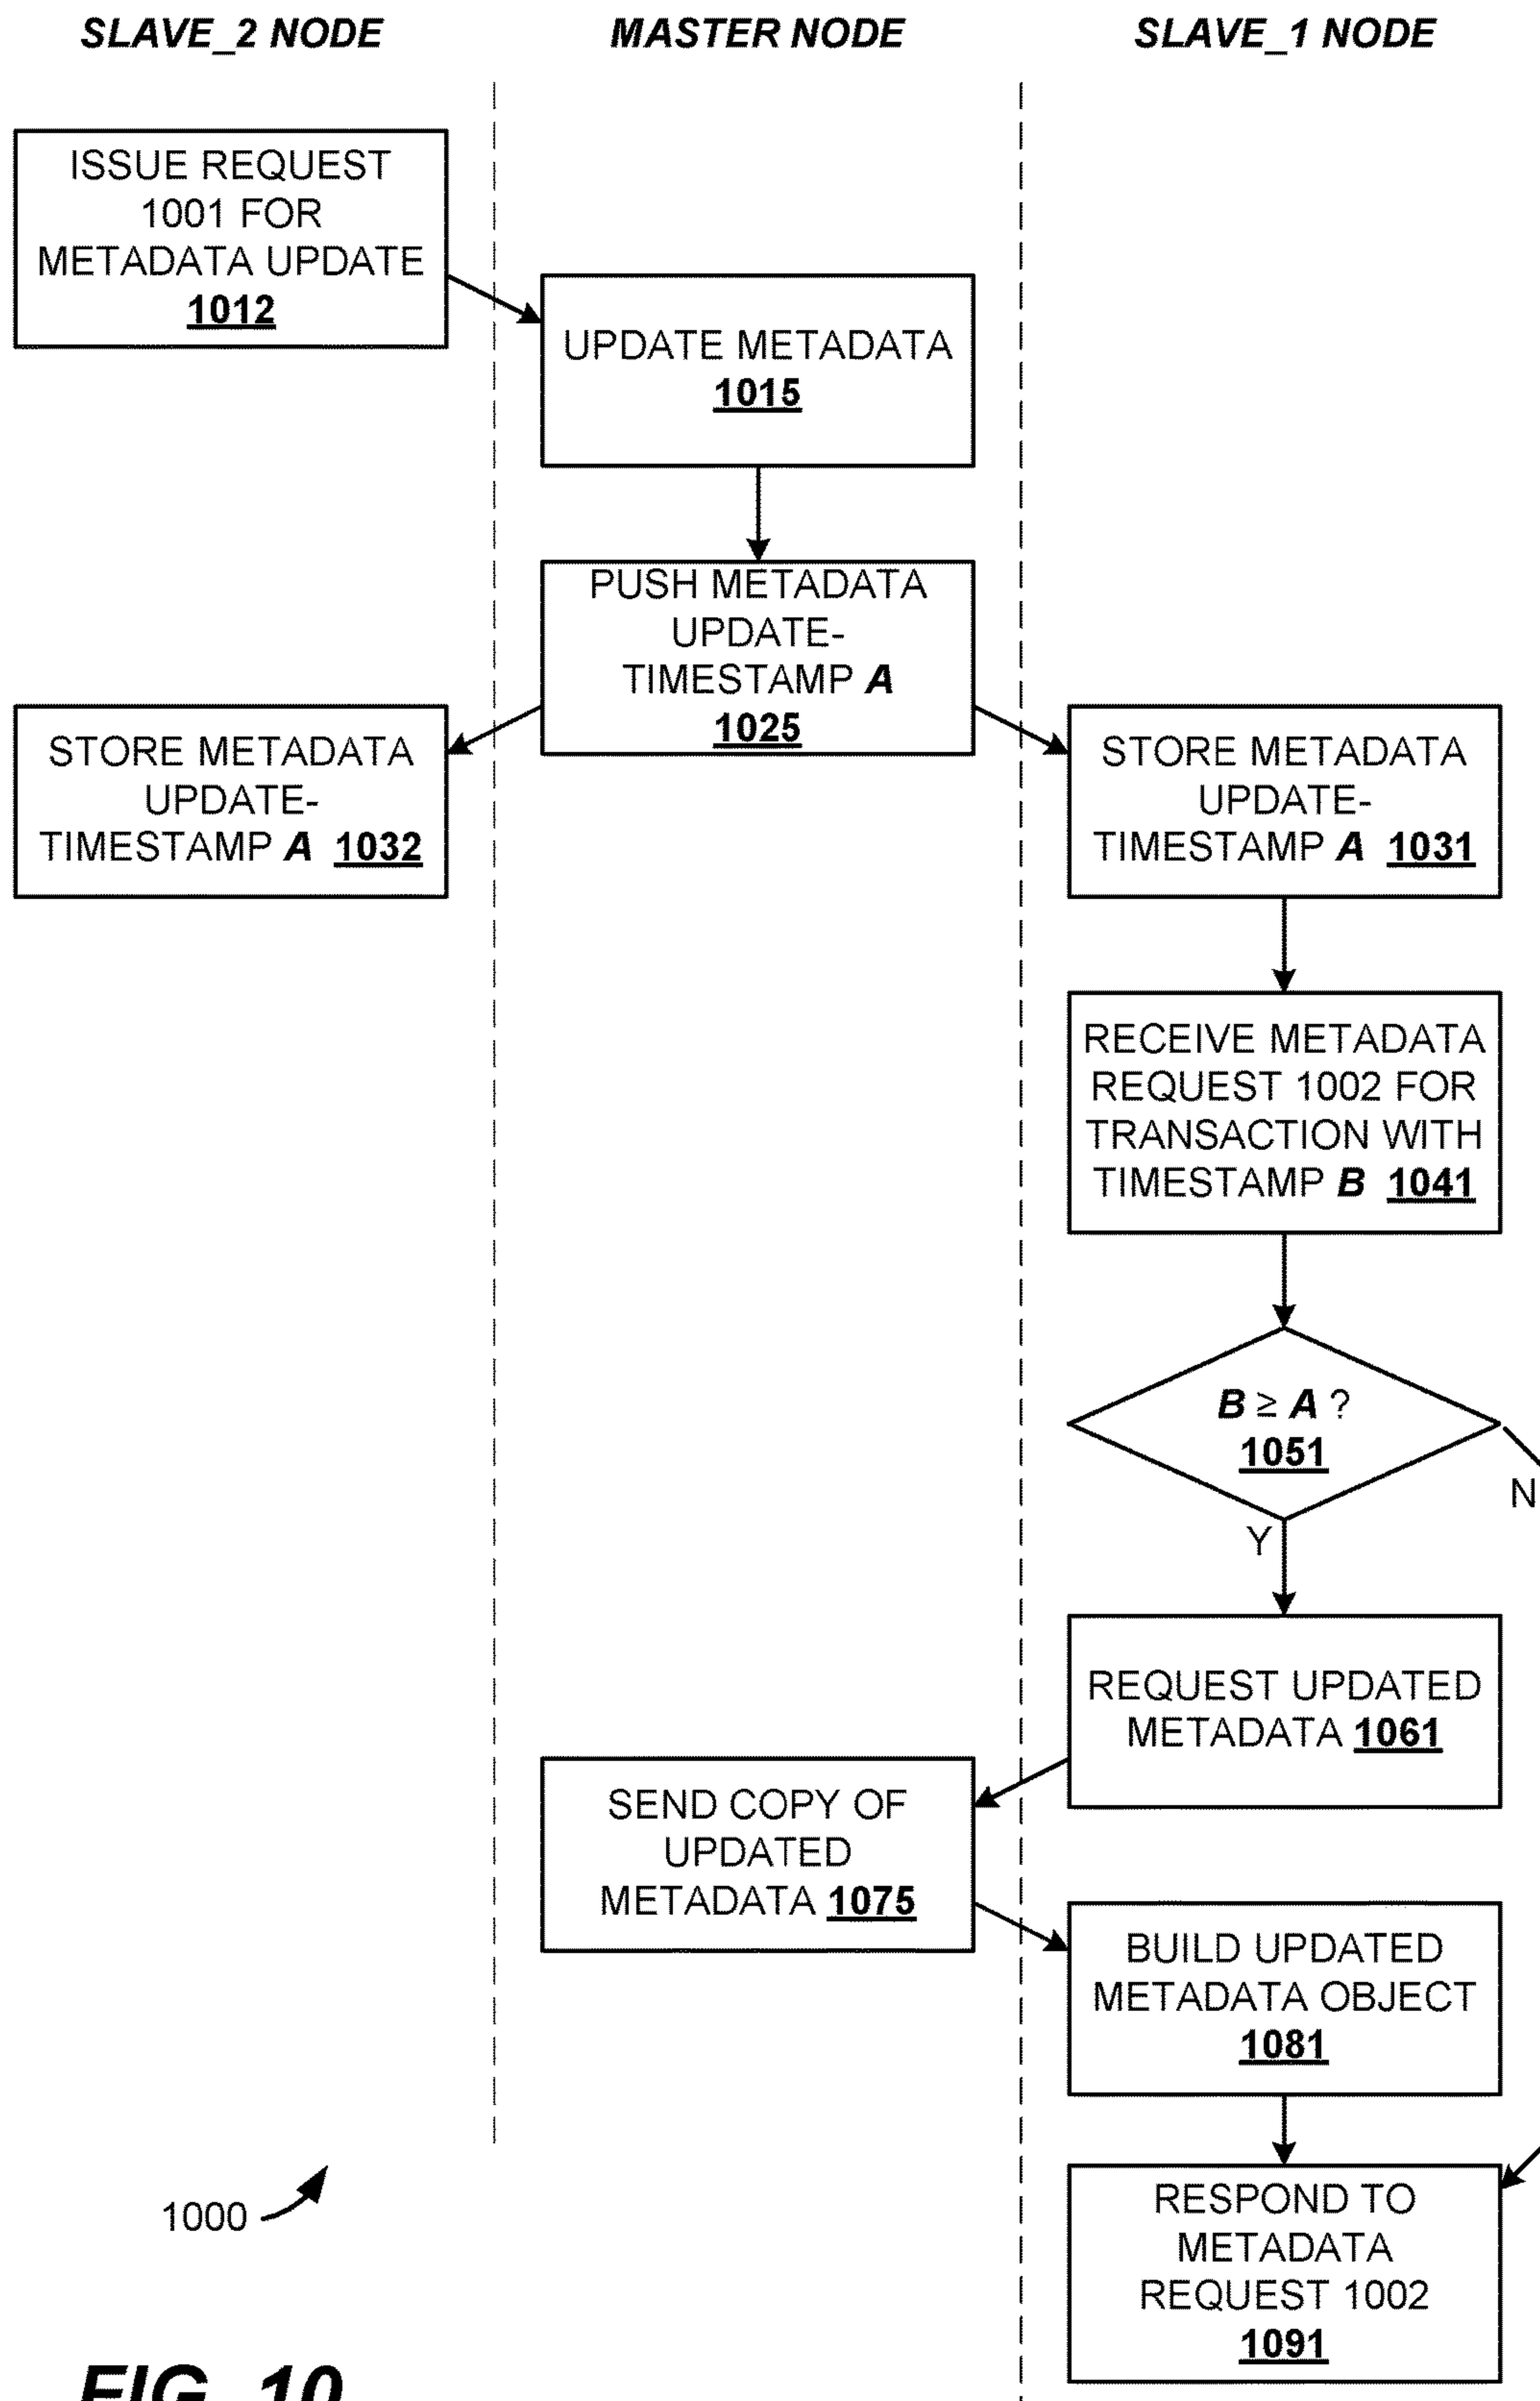 SLAVE_2 NODE
MASTER NODE
SLAVE_1 NODE
ISSUE REQUEST
1001 FOR
METADATA UPDATE
1012
UPDATE METADATA
1015
PUSH METADATA
UPDATE-
TIMESTAMP A
1025
STORE METADATA
UPDATE-
TIMESTAMP A 1032
STORE METADATA
UPDATE-
TIMESTAMP A 1031
RECEIVE METADATA
REQUEST 1002 FOR
TRANSACTION WITH
TIMESTAMP B 1041
B ≥ A ?
1051
N
Y
REQUEST UPDATED
METADATA 1061
SEND COPY OF
UPDATED
METADATA 1075
BUILD UPDATED
METADATA OBJECT
1081
RESPOND TO
METADATA
REQUEST 1002
1091
1000
FIG. 10